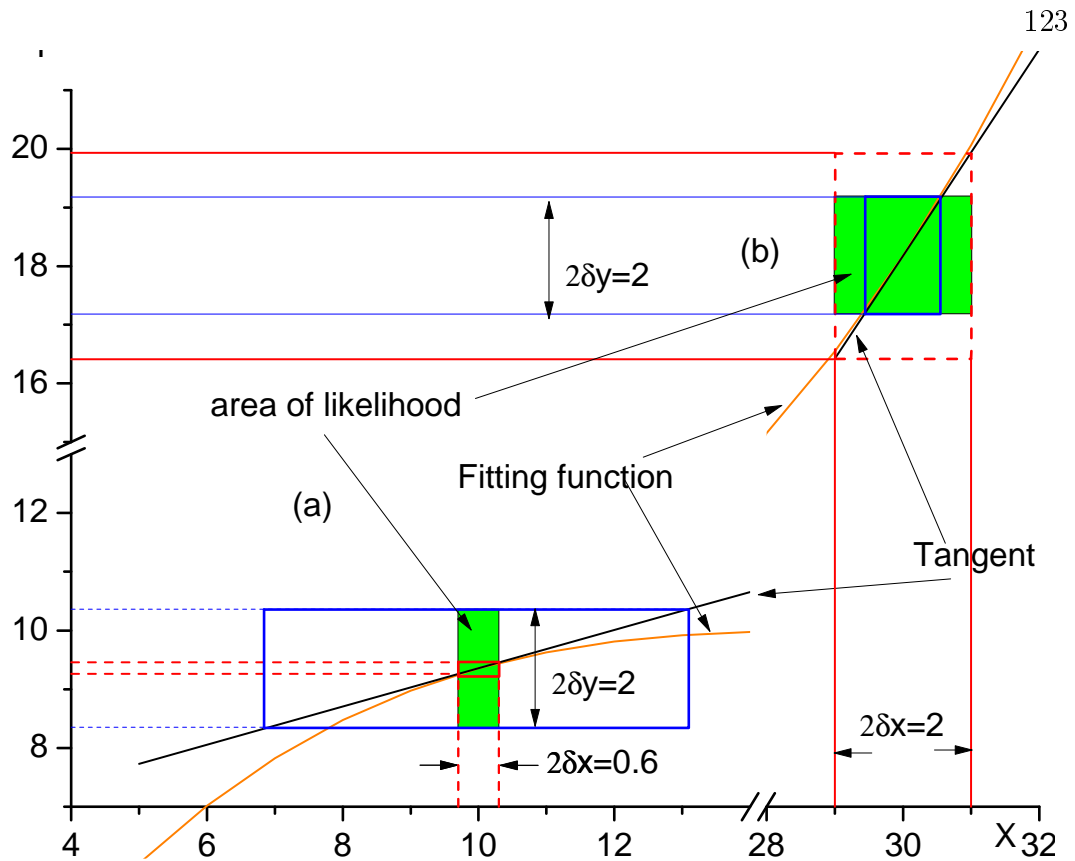 123
20
(b)
18
2δy=2
16
area of likelihood
Fitting function
(a)
12
Tangent
10
2δy=2
8
2δx=2
2δx=0.6
4 6 8 10 12 28 30 X 32